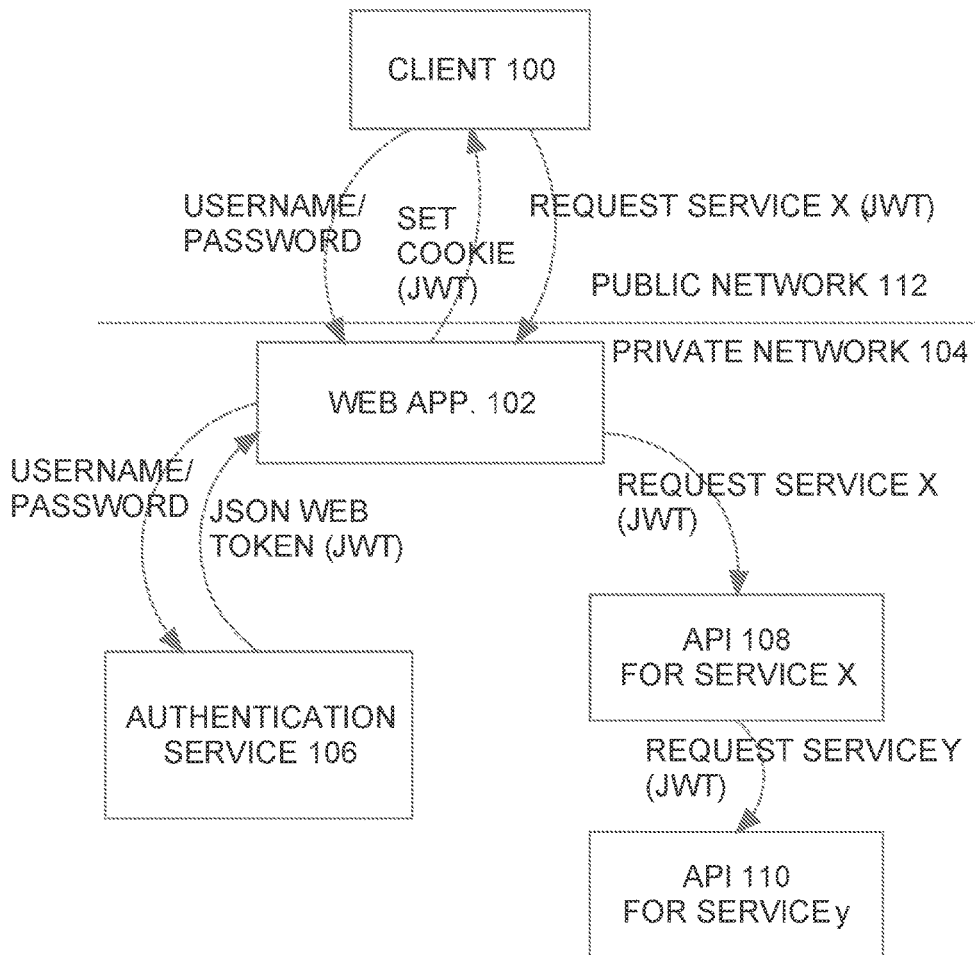 CLIENT 100
USERNAME/
PASSWORD
SET
COOKIE
(JWT)
REQUEST SERVICE X (JWT)
PUBLIC NETWORK 112
PRIVATE NETWORK 104
WEB APP. 102
USERNAME/
PASSWORD
JSON WEB
TOKEN (JWT)
REQUEST SERVICE X
(JWT)
API 108
FOR SERVICE X
AUTHENTICATION
SERVICE 106
REQUEST SERVICEY
(JWT)
API 110
FOR SERVICEy